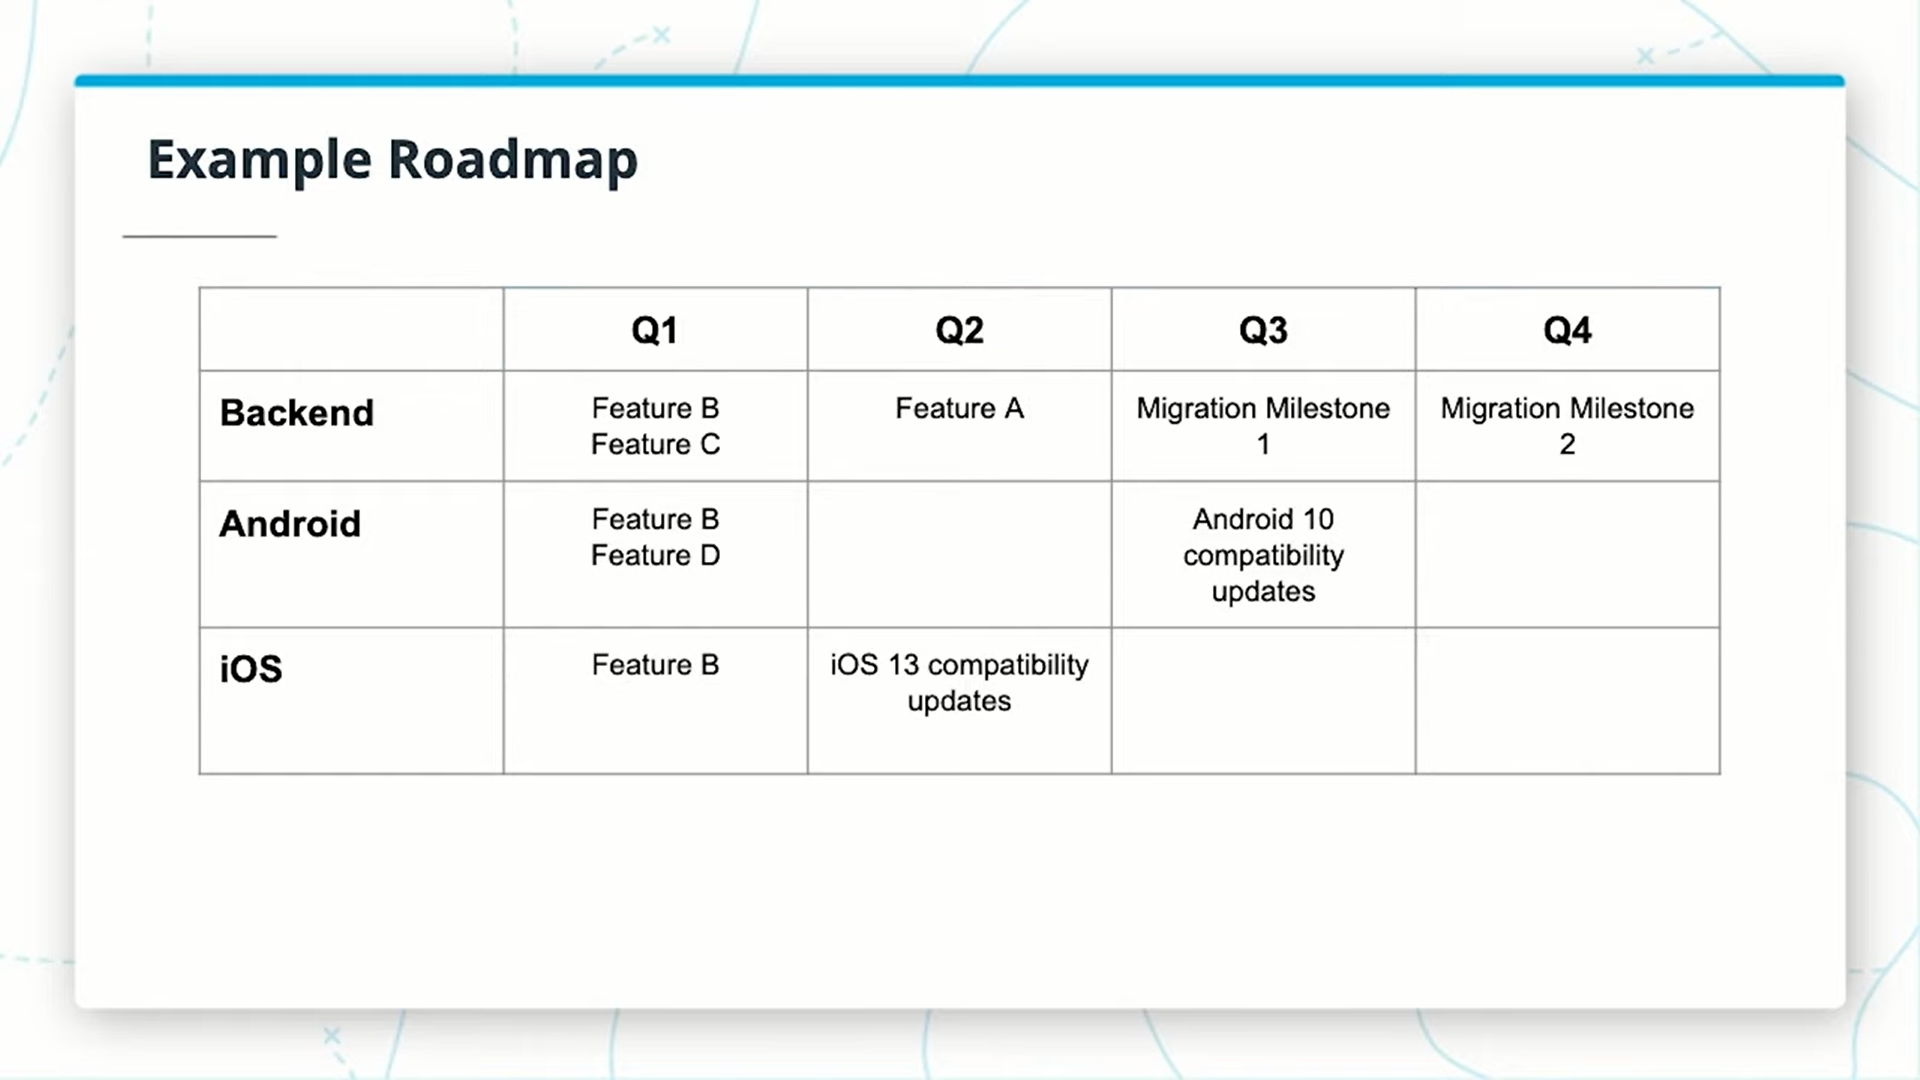 Example Roadmap
Q1 Q2 Q3 Q4
Backend
Feature B
Feature C
Feature A
Migration Milestone
1
Migration Milestone
2
Android
Feature B
Feature D
Android 10
compatibility
updates
iOS
Feature B
iOS 13 compatibility
updates